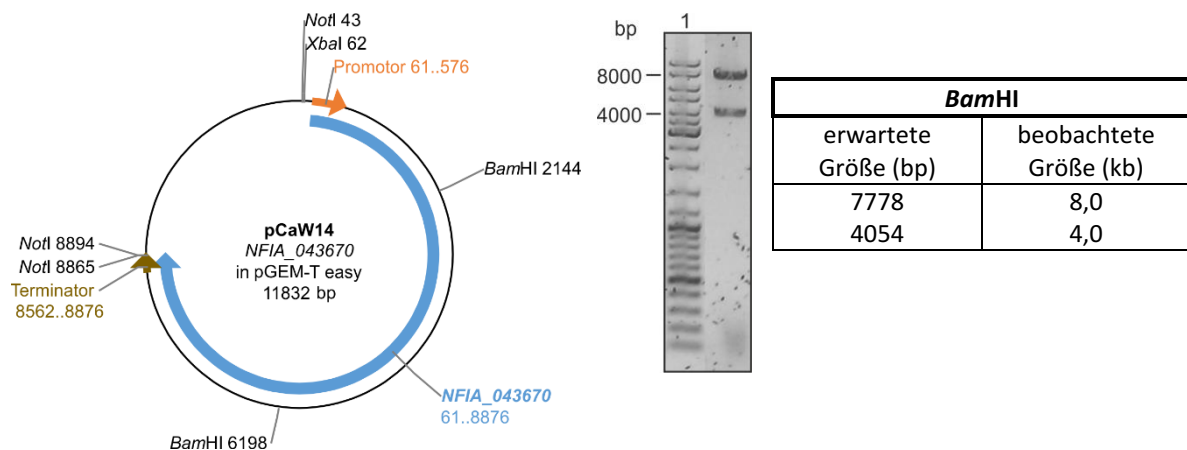 NotI 43
XbaI 62
Promotor 61..576
BamHI 2144
pCaW14
NFIA_043670
in pGEM-T easy
11832 bp
NotI 8894
NotI 8865
Terminator
8562..8876
NFIA_043670
61..8876
BamHI 6198
bp
1
8000
4000
BamHI
erwartete Größe (bp)
beobachtete Größe (kb)
7778 8,0
4054 4,0